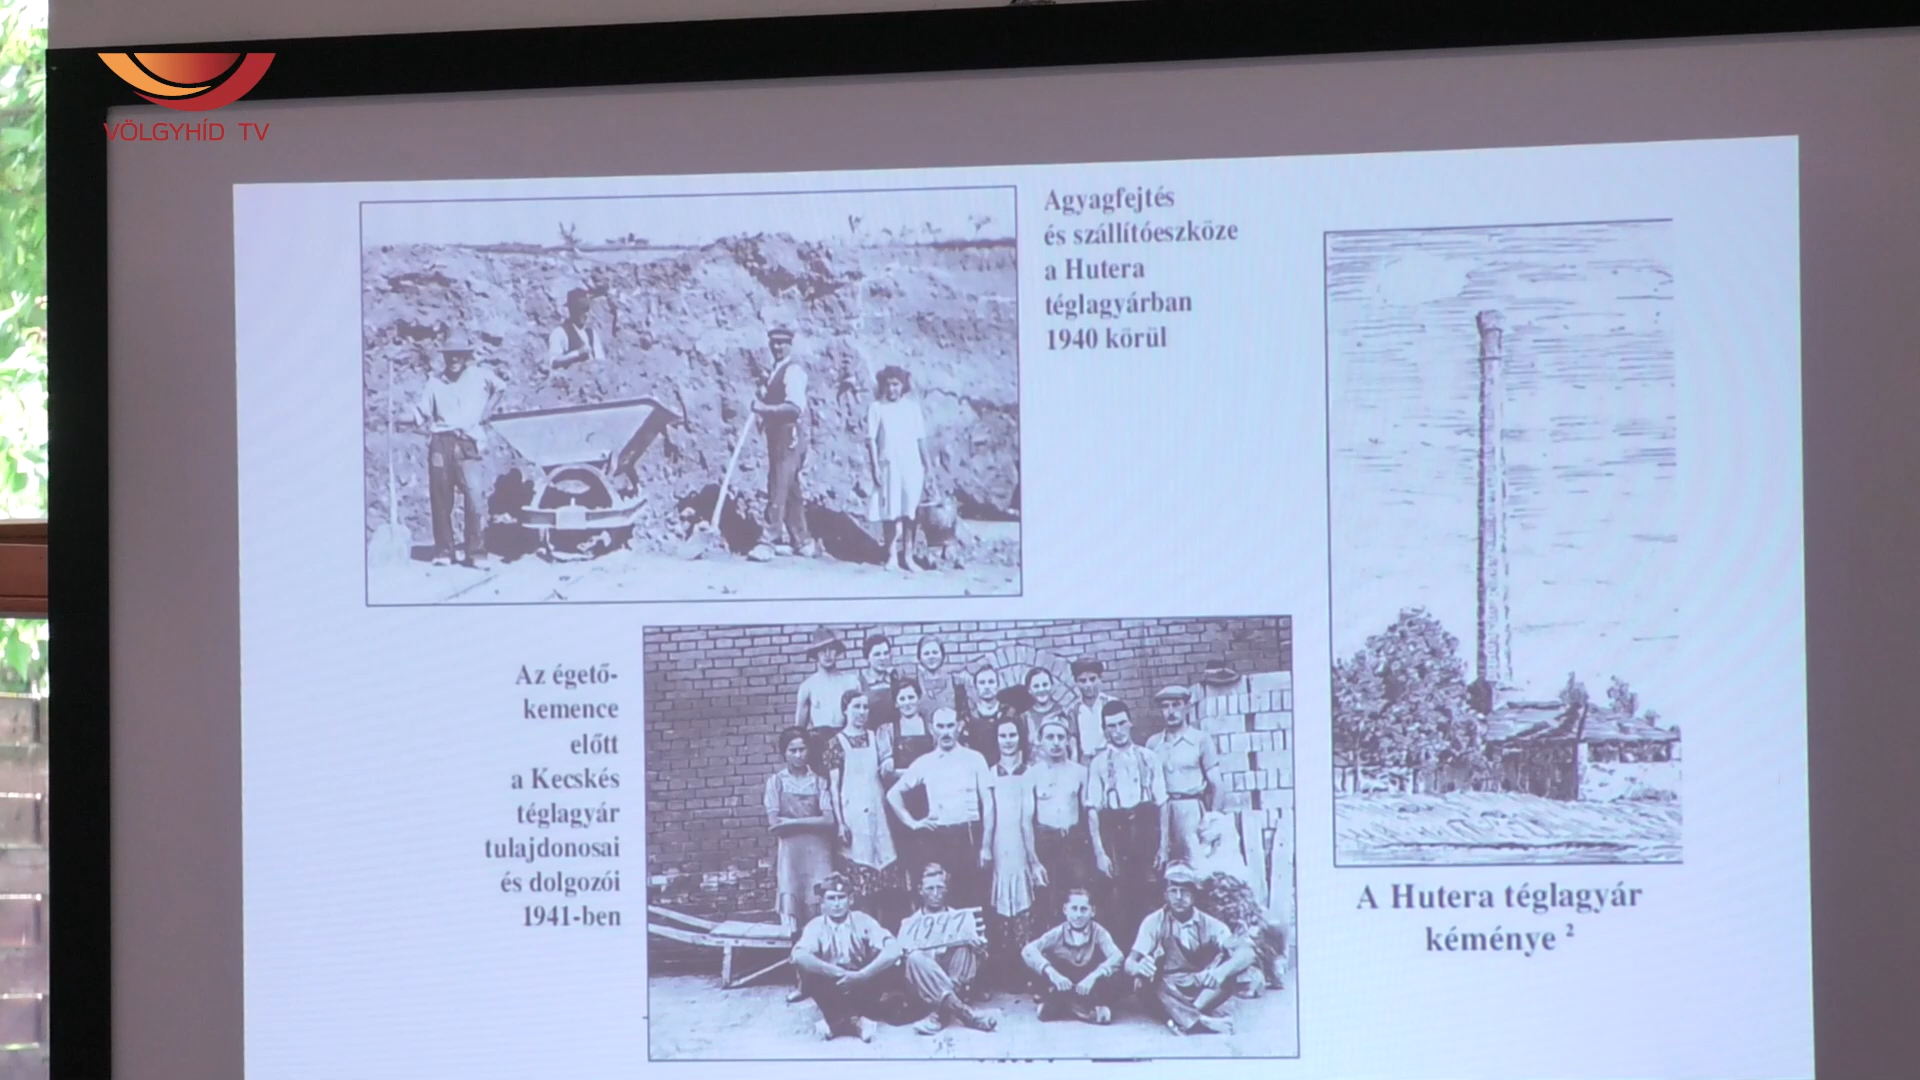 VÖLGYHÍD TV
Agyagfejtés
és szállítóeszköze
a Hutera
téglagyárban
1940 körül
Az égető-
kemence
előtt
a Kecskés
téglagyár
tulajdonosai
és dolgozói
1941-ben
A Hutera téglagyár
kéménye ²